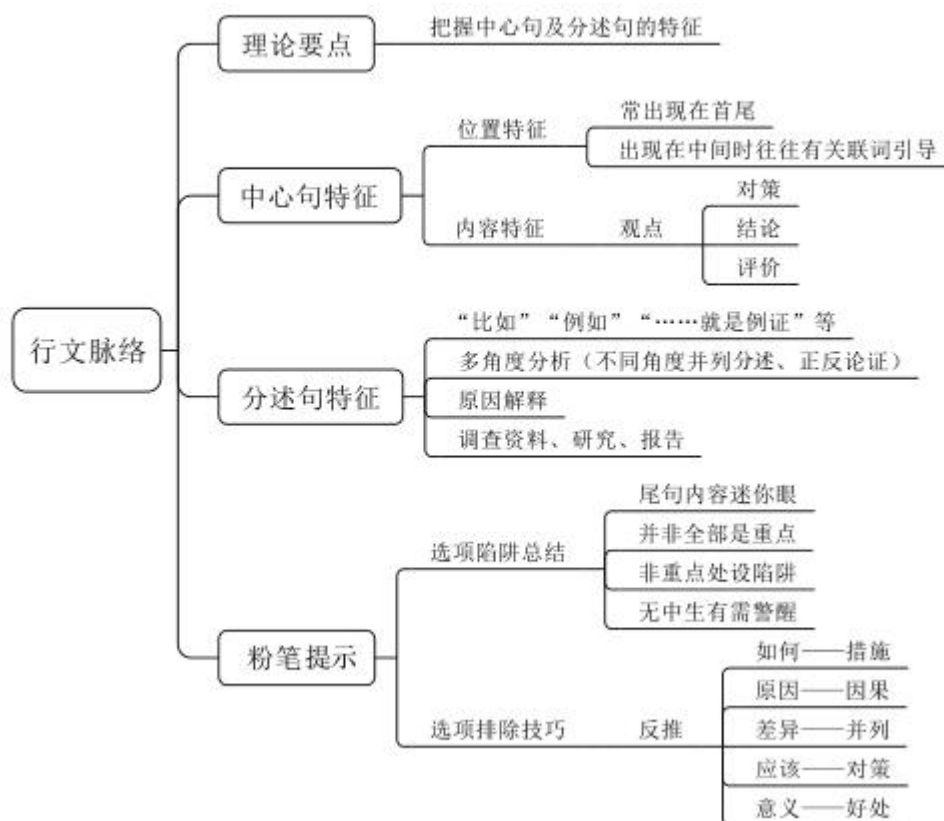 行文脉络
理论要点
把握中心句及分述句的特征
中心句特征
位置特征
常出现在首尾
出现在中间时往往有关联词引导
内容特征
观点
对策
结论
评价
分述句特征
“比如”“例如”“……就是例证”等
多角度分析（不同角度并列分述、正反论证）
原因解释
调查资料、研究、报告
粉笔提示
选项陷阱总结
尾句内容迷你眼
并非全部是重点
非重点处设陷阱
无中生有需警醒
选项排除技巧
反推
如何——措施
原因——因果
差异——并列
应该——对策
意义——好处